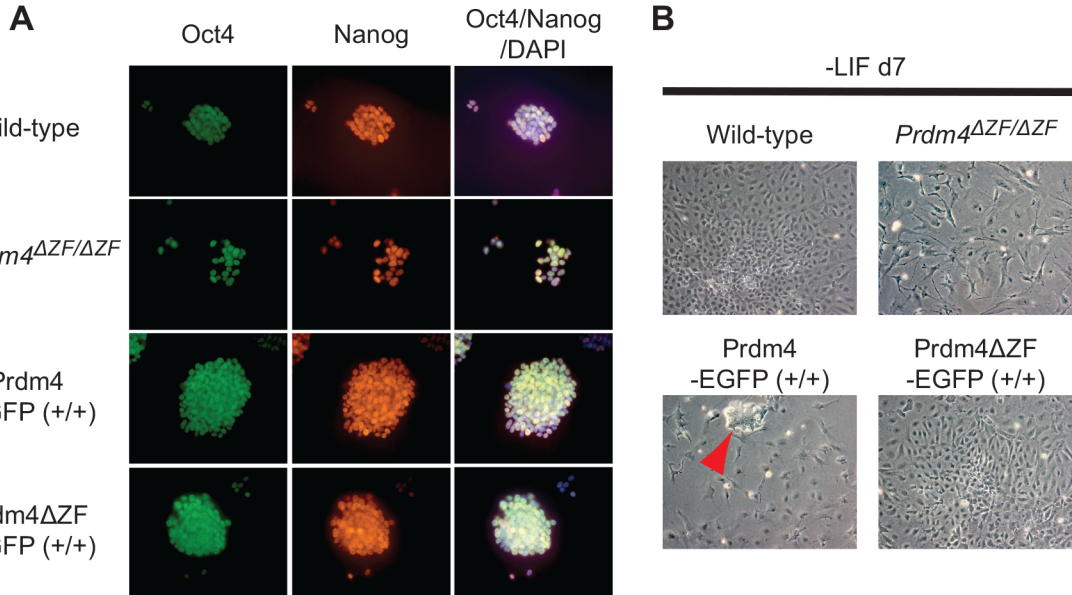 A
B
Oct4
Nanog
Oct4/Nanog
/DAPI
-LIF d7
ild-type
Wild-type
Prdm4ΔZF/ΔZF
m4ΔZF/ΔZF
Prdm4
GFP (+/+)
Prdm4
-EGFP (+/+)
Prdm4ΔZF
-EGFP (+/+)
dm4ΔZF
GFP (+/+)